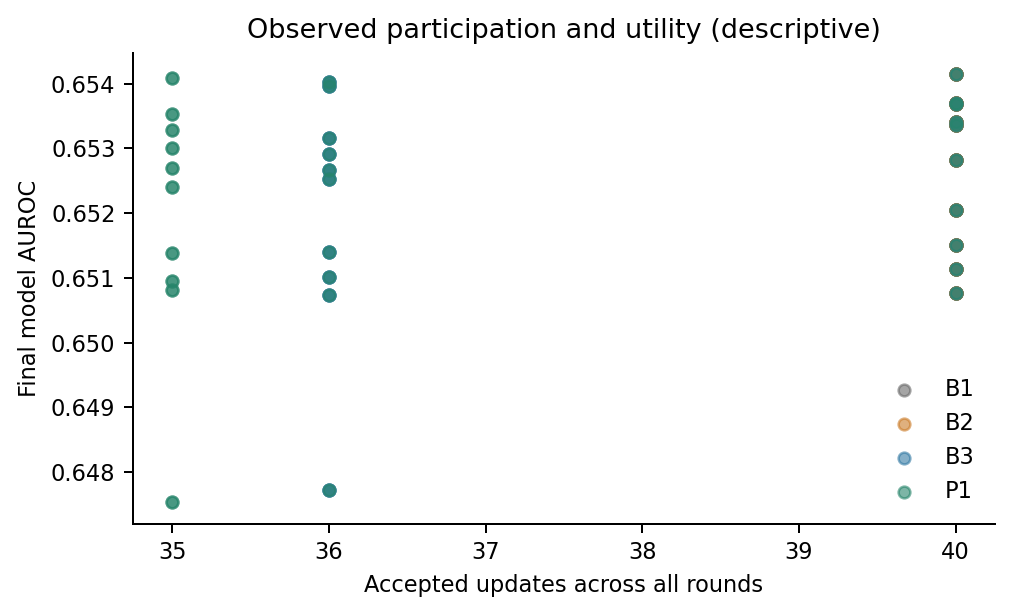 Observed participation and utility (descriptive)
Final model AUROC
0.654
0.653
0.652
0.651
0.650
0.649
0.648
B1
B2
B3
P1
35 36 37 38 39 40
Accepted updates across all rounds